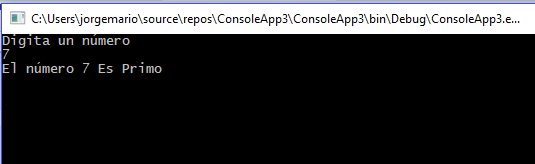 C:\Users\jorgemario\source\repos\ConsoleApp3\ConsoleApp3\bin\Debug\ConsoleApp3.e...
Digita un número
7
El número 7 Es Primo